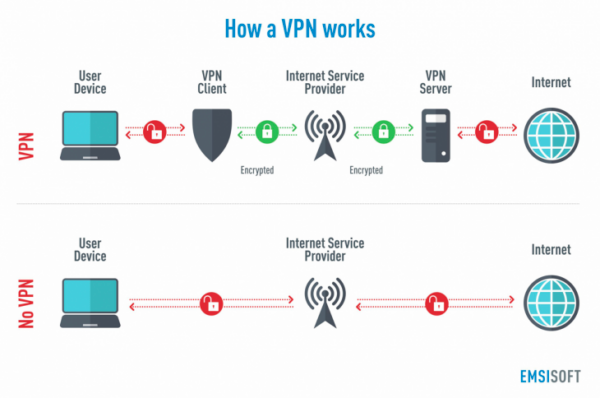 How a VPN works
User
Device
VPN
Client
Internet Service
Provider
VPN
Server
Internet
VPN
Encrypted
Encrypted
User
Device
Internet Service
Provider
Internet
No VPN
EMSISOFT